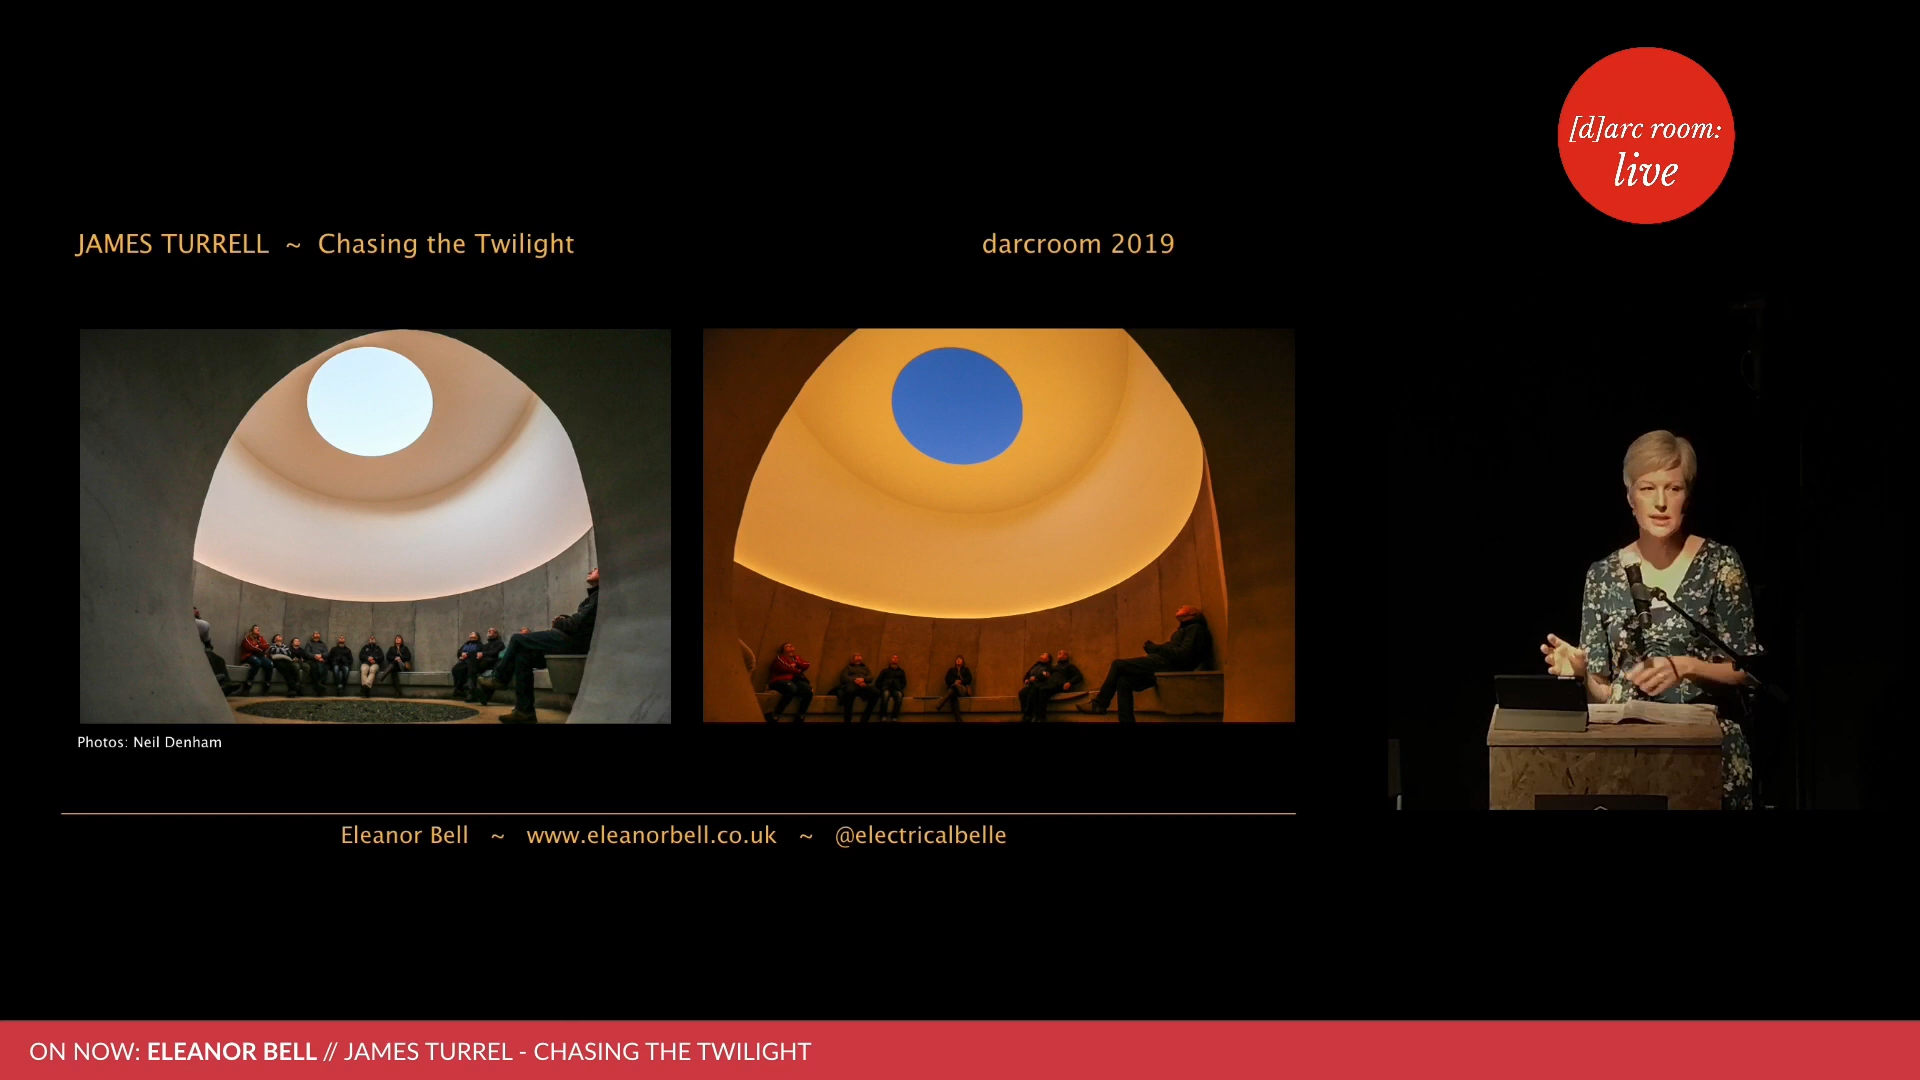 [d]arc room:
live
JAMES TURRELL ~ Chasing the Twilight
darcroom 2019
Photos: Neil Denham
Eleanor Bell ~ www.eleanorbell.co.uk ~ @electricalbelle
ON NOW: ELEANOR BELL // JAMES TURREL - CHASING THE TWILIGHT